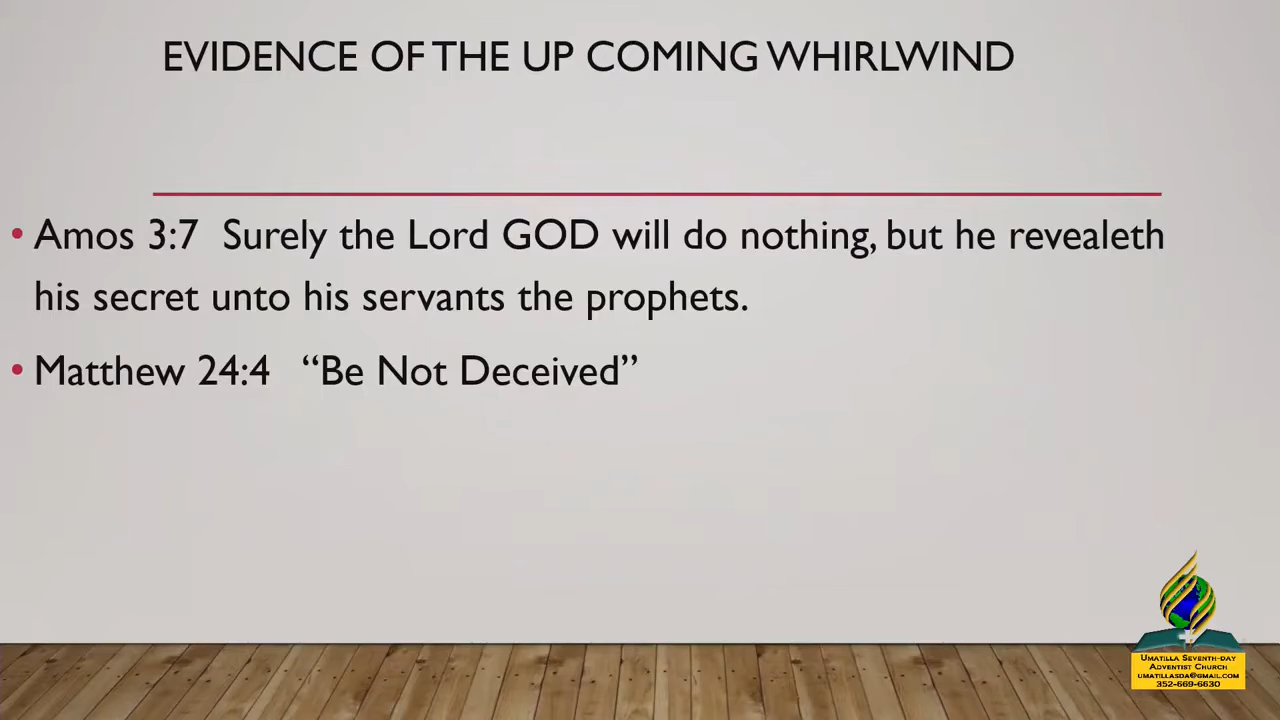 EVIDENCE OF THE UP COMING WHIRLWIND
• Amos 3:7 Surely the Lord GOD will do nothing, but he revealeth
his secret unto his servants the prophets.
• Matthew 24:4 “Be Not Deceived”
UMATILLA SEVENTH-DAY
ADVENTIST CHURCH
UMATILLASDA@GMAIL.COM
352-669-6630